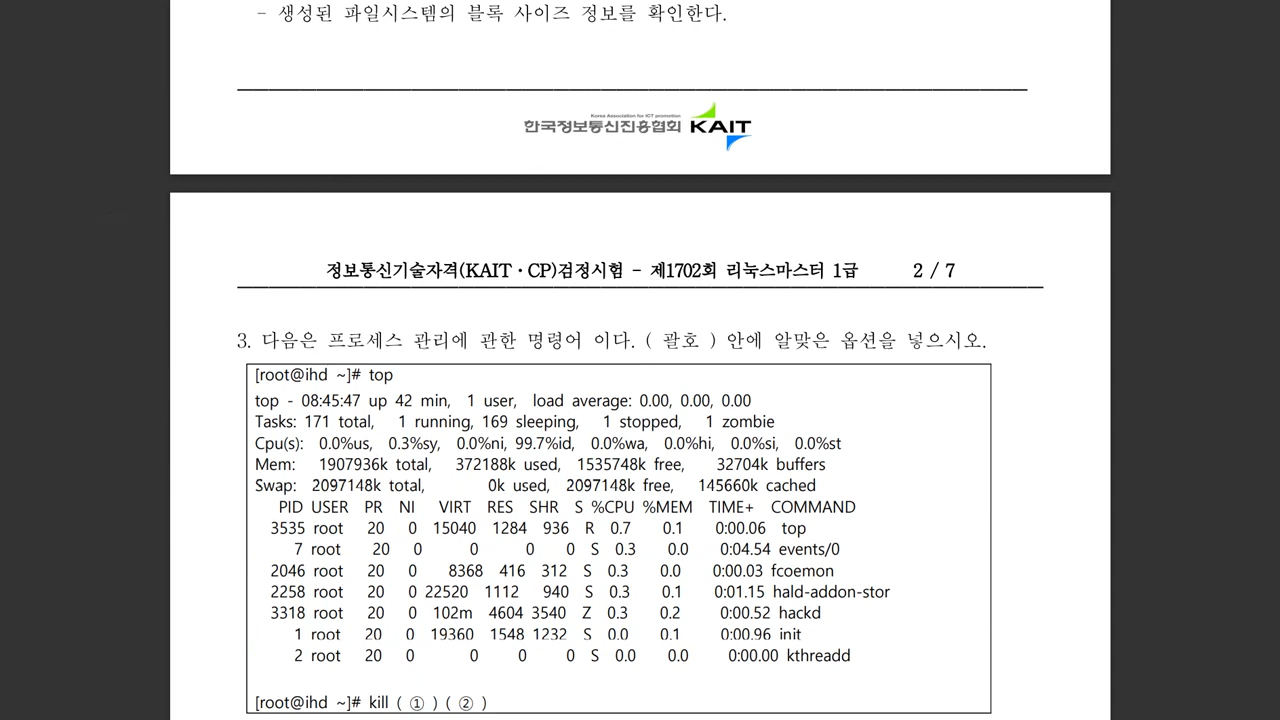 - 생성된 파일시스템의 블록 사이즈 정보를 확인한다.
Korea Association for ICT promotion
한국정보통신진흥협회 KAIT
정보통신기술자격(KAIT·CP)검정시험 - 제1702회 리눅스마스터 1급 2 / 7
3. 다음은 프로세스 관리에 관한 명령어 이다. ( 괄호 ) 안에 알맞은 옵션을 넣으시오.
[root@ihd ~]# top
top - 08:45:47 up 42 min, 1 user, load average: 0.00, 0.00, 0.00
Tasks: 171 total, 1 running, 169 sleeping, 1 stopped, 1 zombie
Cpu(s): 0.0%us, 0.3%sy, 0.0%ni, 99.7%id, 0.0%wa, 0.0%hi, 0.0%si, 0.0%st
Mem: 1907936k total, 372188k used, 1535748k free, 32704k buffers
Swap: 2097148k total, 0k used, 2097148k free, 145660k cached
PID USER PR NI VIRT RES SHR S %CPU %MEM TIME+ COMMAND
3535 root 20 0 15040 1284 936 R 0.7 0.1 0:00.06 top
7 root 20 0 0 0 0 S 0.3 0.0 0:04.54 events/0
2046 root 20 0 8368 416 312 S 0.3 0.0 0:00.03 fcoemon
2258 root 20 0 22520 1112 940 S 0.3 0.1 0:01.15 hald-addon-stor
3318 root 20 0 102m 4604 3540 Z 0.3 0.2 0:00.52 hackd
1 root 20 0 19360 1548 1232 S 0.0 0.1 0:00.96 init
2 root 20 0 0 0 0 S 0.0 0.0 0:00.00 kthreadd
[root@ihd ~]# kill ( ① ) ( ② )